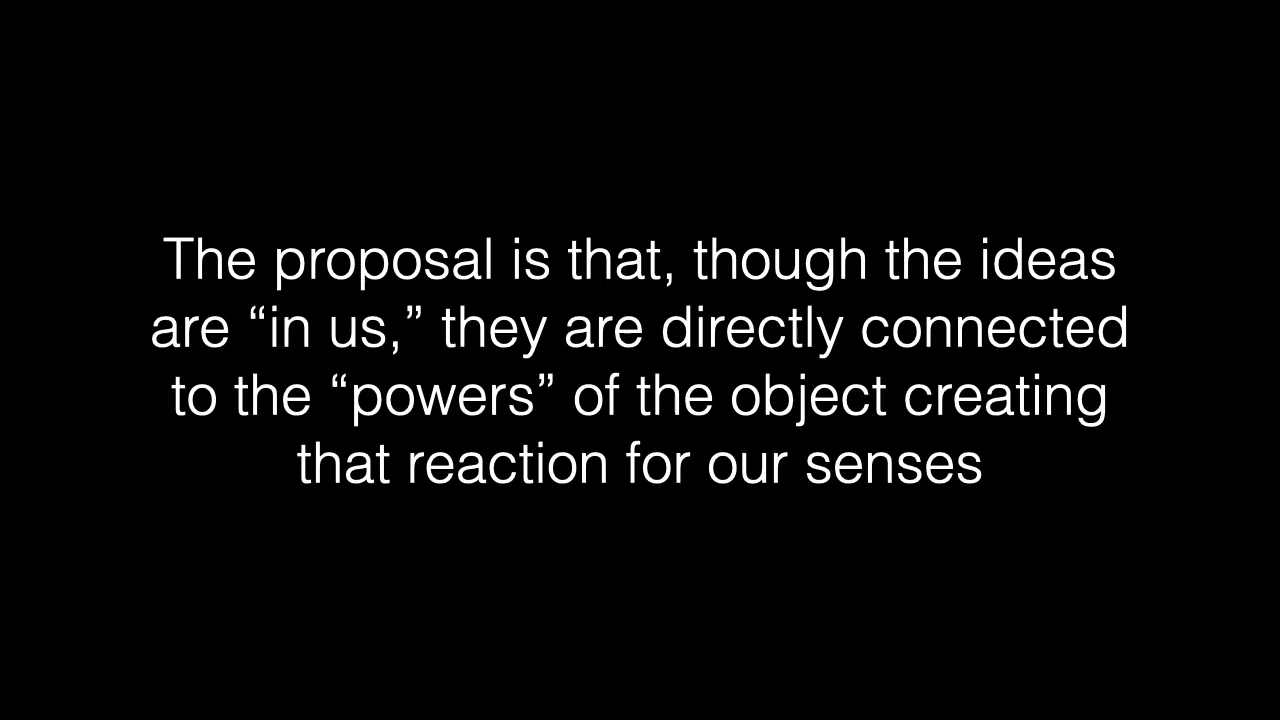 The proposal is that, though the ideas
are “in us,” they are directly connected
to the “powers” of the object creating
that reaction for our senses